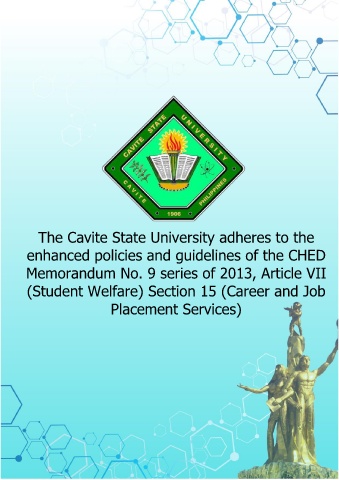 CAVITE STATE UNIVERSITY
CAVITE PHILIPPINES
1906
The Cavite State University adheres to the
enhanced policies and guidelines of the CHED
Memorandum No. 9 series of 2013, Article VII
(Student Welfare) Section 15 (Career and Job
Placement Services)